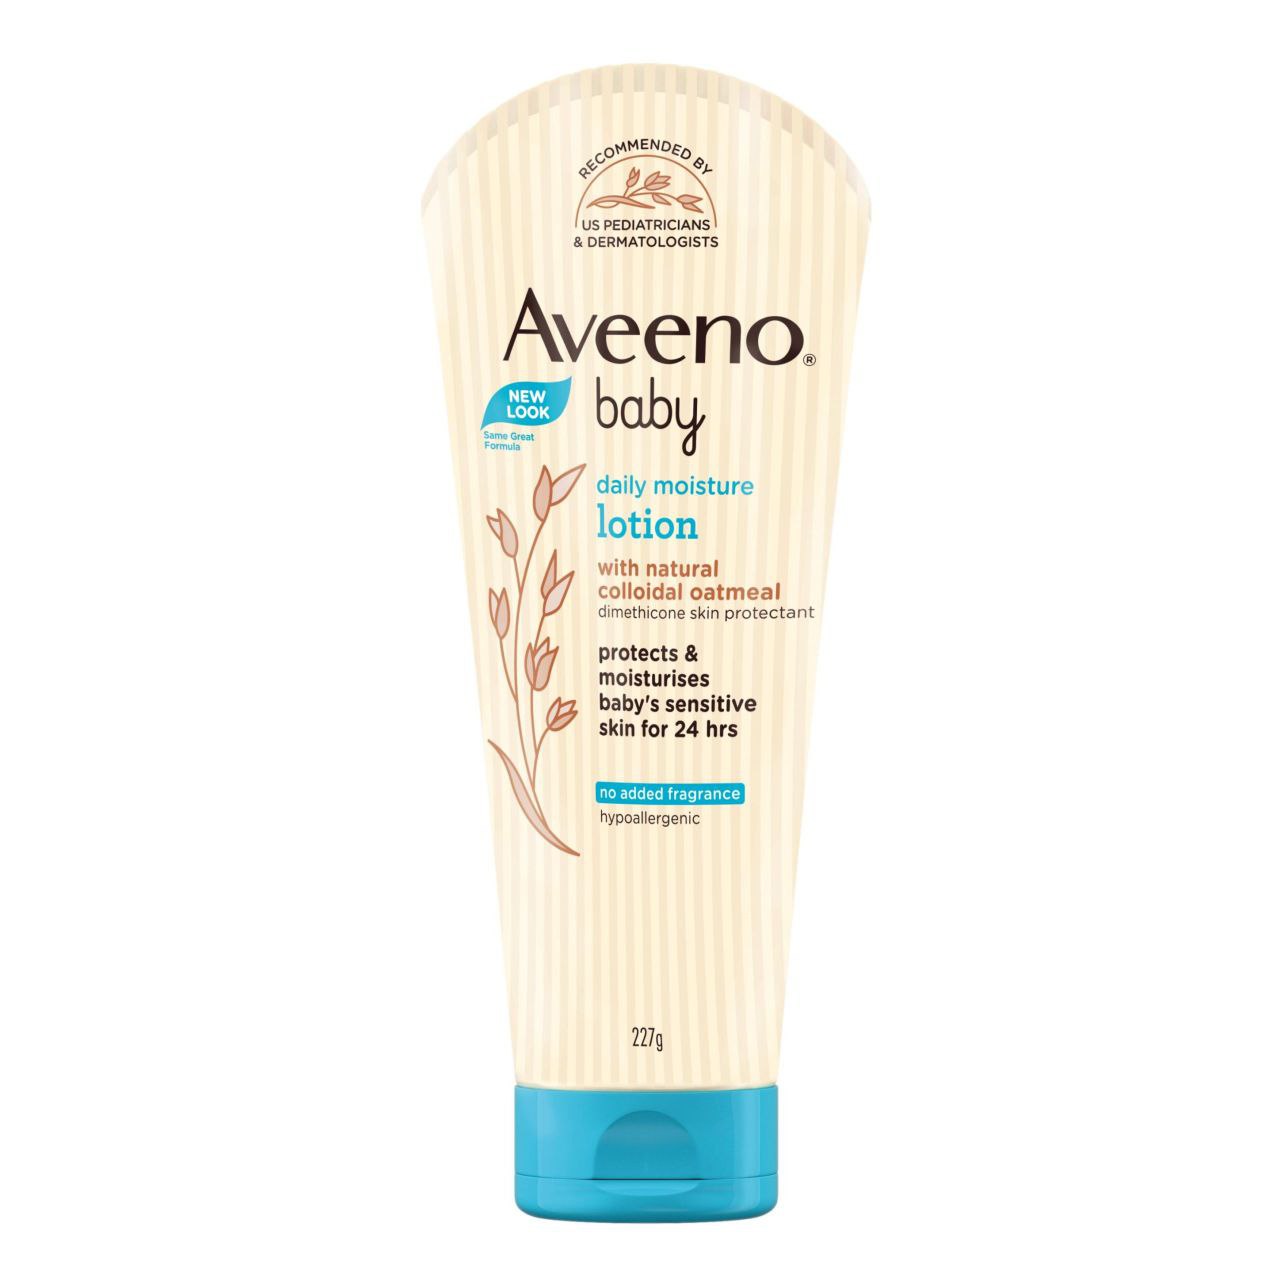 RECOMMENDED BY
US PEDIATRICIANS
& DERMATOLOGISTS
Aveeno®
baby
NEW
LOOK
Same Great
Formula
daily moisture
lotion
with natural
colloidal oatmeal
dimethicone skin protectant
protects &
moisturises
baby's sensitive
skin for 24 hrs
no added fragrance
hypoallergenic
227g